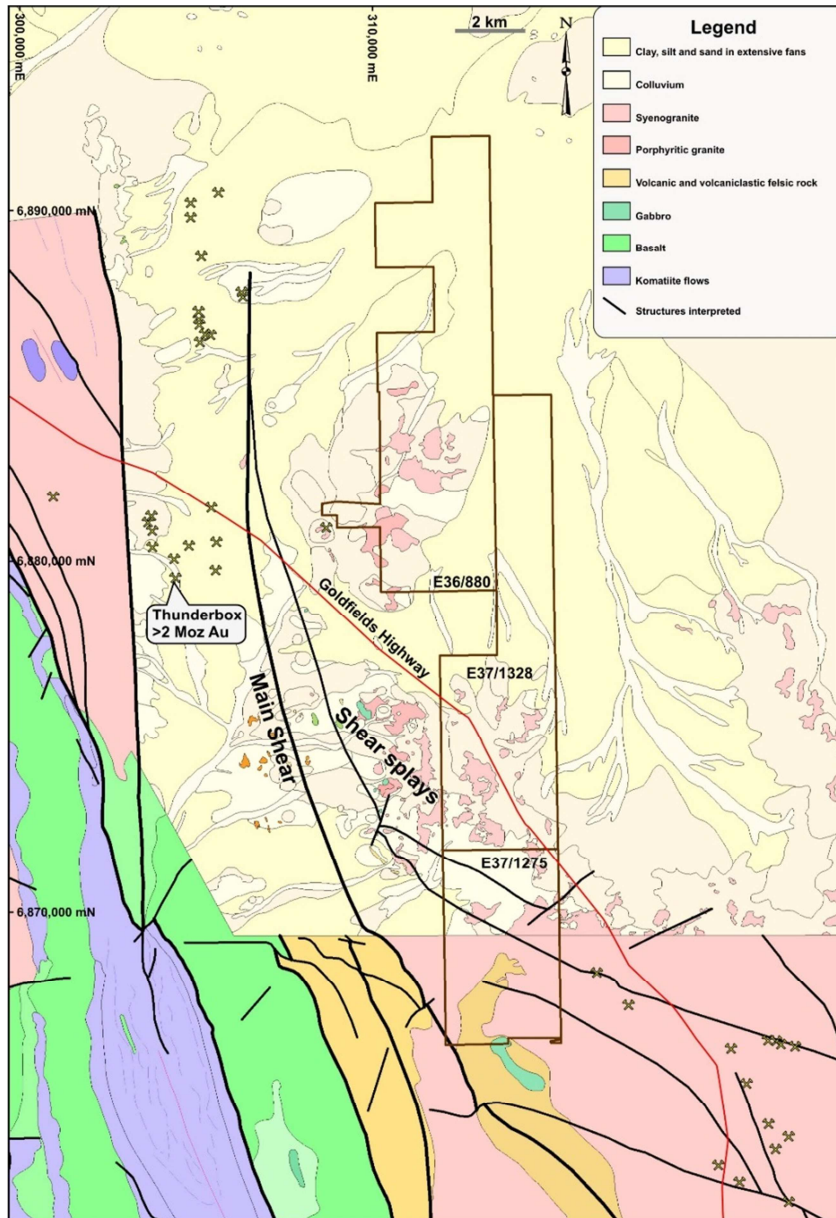 300,000 mE
310,000 mE
2 km
N
Legend
Clay, silt and sand in extensive fans
Colluvium
Syenogranite
Porphyritic granite
Volcanic and volcaniclastic felsic rock
Gabbro
Basalt
Komatiite flows
Structures interpreted
6,890,000 mN
6,880,000 mN
E36/880
Thunderbox
>2 Moz Au
Goldfields Highway
E37/1328
Main Shear
Shear splays
E37/1275
6,870,000 mN